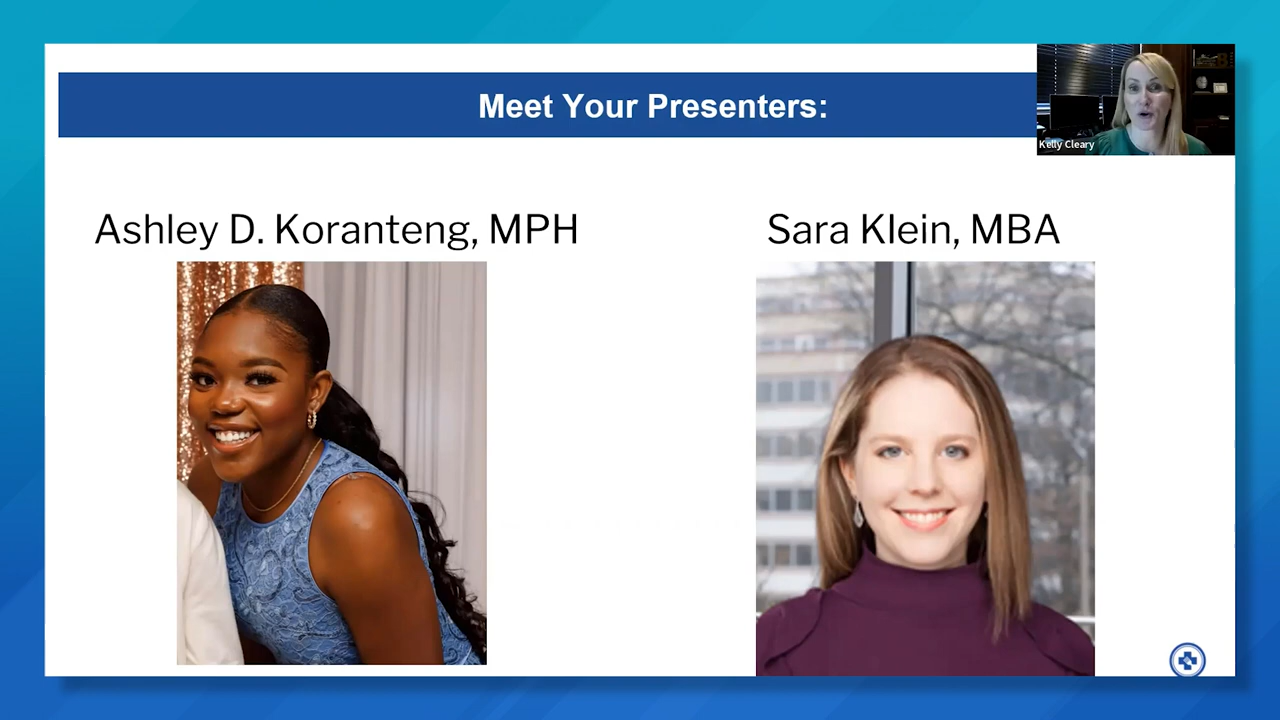 Meet Your Presenters:
Kelly Cleary
Ashley D. Koranteng, MPH
Sara Klein, MBA